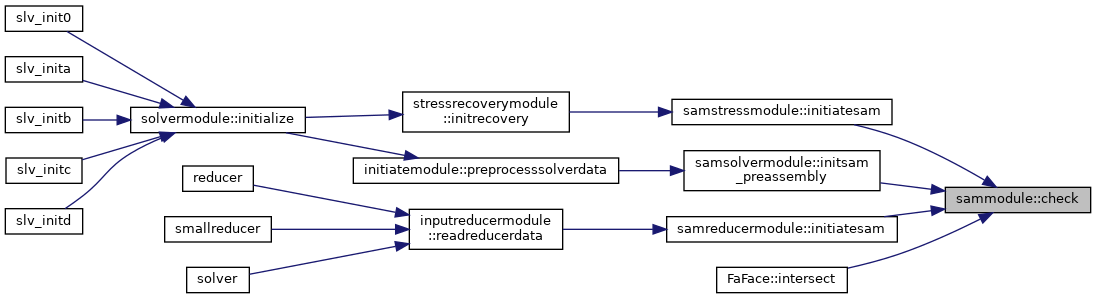 slv_init0
slv_inita
slv_initb
slv_initc
slv_initd
solvermodule::initialize
reducer
smallreducer
solver
stressrecoverymodule
::initrecovery
initiatemodule::preprocesssolverdata
inputreducermodule
::readreducerdata
samstressmodule::initiatesam
samsolvermodule::initsam
_preassembly
samreducermodule::initiatesam
FaFace::intersect
sammodule::check